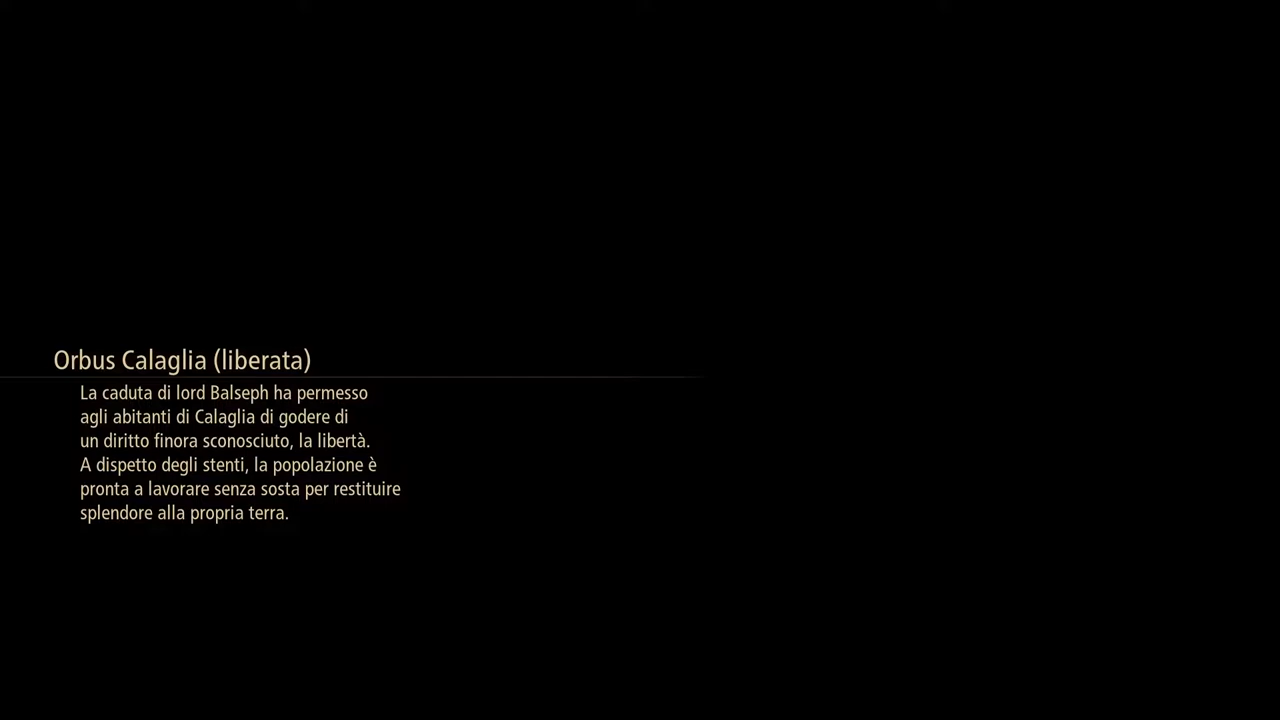 Orbus Calaglia (liberata)
La caduta di lord Balseph ha permesso
agli abitanti di Calaglia di godere di
un diritto finora sconosciuto, la libertà.
A dispetto degli stenti, la popolazione è
pronta a lavorare senza sosta per restituire
splendore alla propria terra.